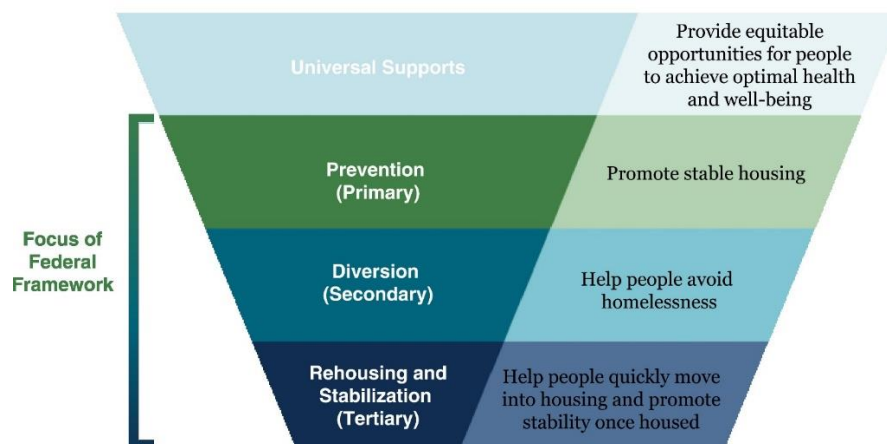 Universal Supports
Provide equitable
opportunities for people
to achieve optimal health
and well-being
Focus of
Federal
Framework
Prevention
(Primary)
Promote stable housing
Diversion
(Secondary)
Help people avoid
homelessness
Rehousing and
Stabilization
(Tertiary)
Help people quickly move
into housing and promote
stability once housed